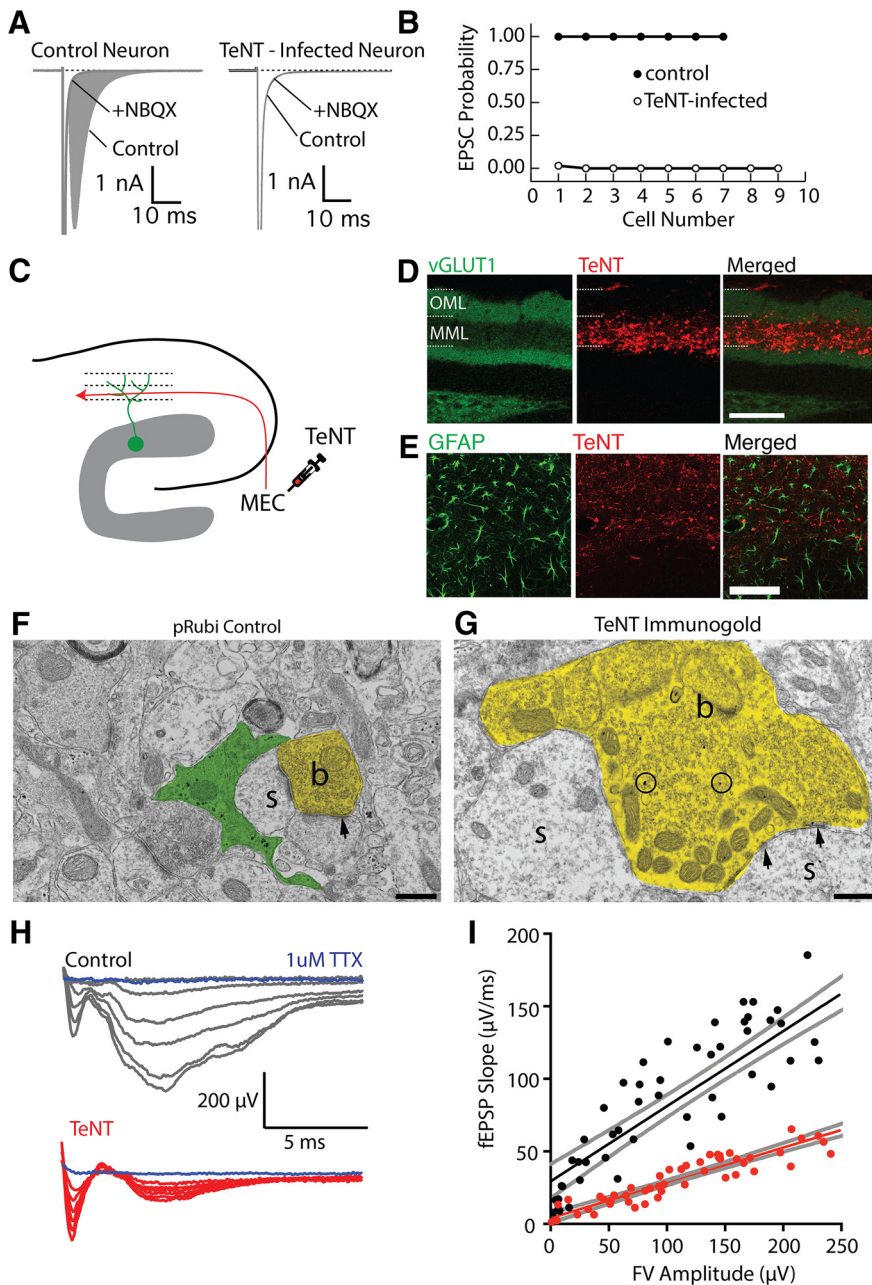 A
Control Neuron
TeNT - Infected Neuron
+NBQX
Control
1 nA
10 ms
+NBQX
Control
1 nA
10 ms
B
EPSC Probability
1.00
0.75
0.50
0.25
0.00
control
TeNT-infected
0 1 2 3 4 5 6 7 8 9 10
Cell Number
C
TeNT
MEC
D
vGLUT1
TeNT
Merged
OML
MML
E
GFAP
TeNT
Merged
F
pRubi Control
s
b
G
TeNT Immunogold
b
s
s
H
Control
1uM TTX
200 µV
5 ms
TeNT
I
fEPSP Slope (µV/ms)
200
150
100
50
0
0 50 100 150 200 250
FV Amplitude (µV)